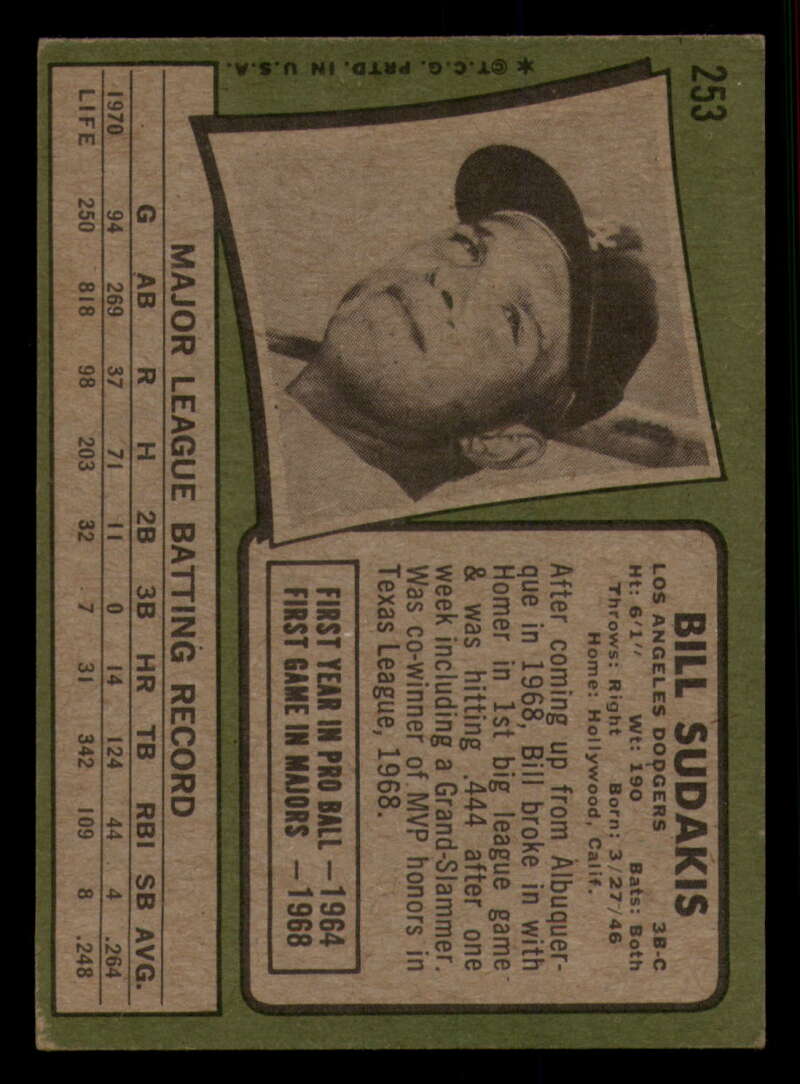 253
✶ ©T.C.G. PRTD. IN U.S.A.
BILL SUDAKIS
LOS ANGELES DODGERS 3B-C
Ht: 6'1" Wt: 190 Bats: Both
Throws: Right Born: 3/27/46
Home: Hollywood, Calif.
After coming up from Albuquer-
que in 1968, Bill broke in with
Homer in 1st big league game
& was hitting .444 after one
week including a Grand-Slammer.
Was co-winner of MVP honors in
Texas League, 1968.
FIRST YEAR IN PRO BALL —1964
FIRST GAME IN MAJORS —1968
MAJOR LEAGUE BATTING RECORD
G AB R H 2B 3B HR TB RBI SB AVG.
1970 94 269 37 71 11 0 14 124 44 4 .264
LIFE 250 818 98 203 32 7 31 342 109 8 .248